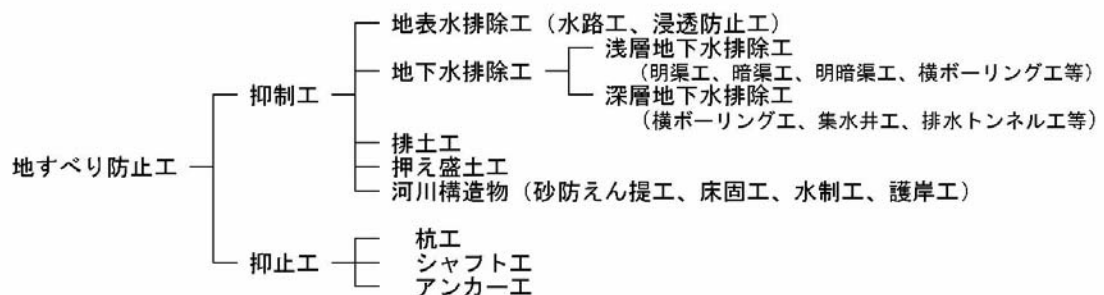 地表水排除工（水路工、浸透防止工）
浅層地下水排除工
地下水排除工
（明渠工、暗渠工、明暗渠工、横ボーリング工等）
抑制工
深層地下水排除工
（横ボーリング工、集水井工、排水トンネル工等）
排土工
地すべり防止工
押え盛土工
河川構造物（砂防えん提工、床固工、水制工、護岸工）
杭工
抑止工
シャフト工
アンカー工